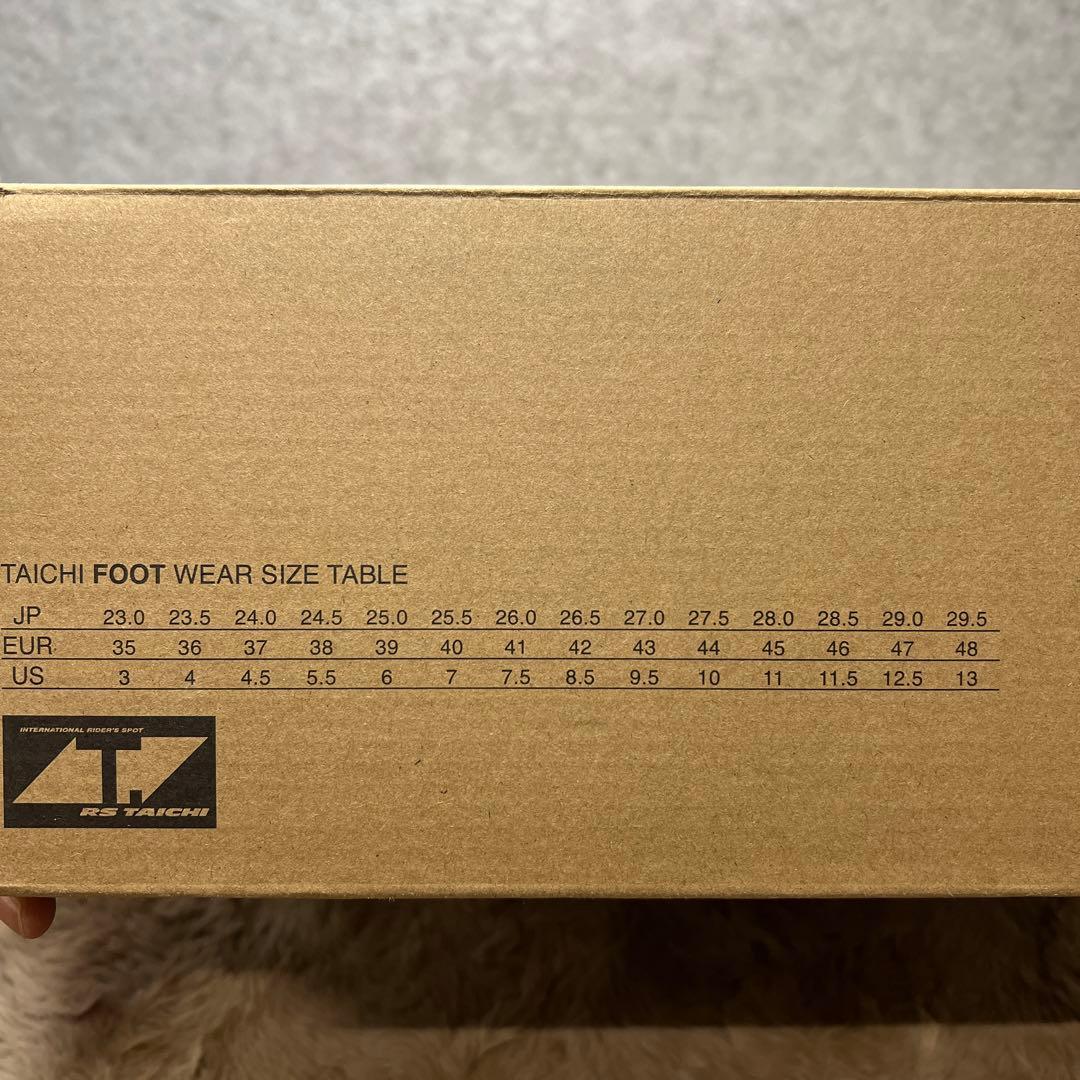 TAICHI FOOT WEAR SIZE TABLE
JP 23.0 23.5 24.0 24.5 25.0 25.5 26.0 26.5 27.0 27.5 28.0 28.5 29.0 29.5
EUR 35 36 37 38 39 40 41 42 43 44 45 46 47 48
US 3 4 4.5 5.5 6 7 7.5 8.5 9.5 10 11 11.5 12.5 13
INTERNATIONAL RIDER'S SPOT
T.
RS TAICHI